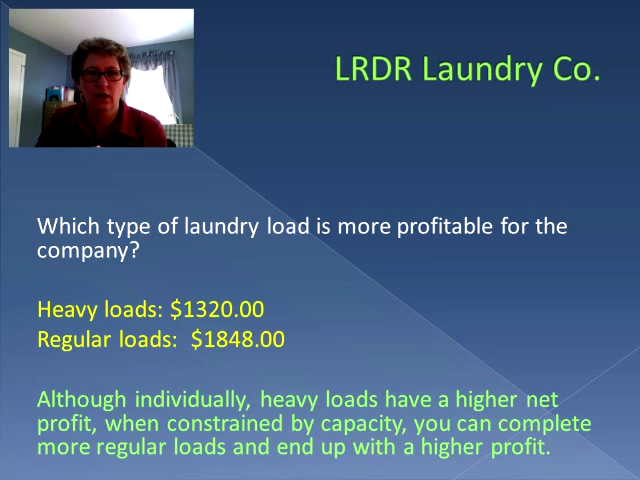 LRDR Laundry Co.
Which type of laundry load is more profitable for the
company?
Heavy loads: $1320.00
Regular loads:  $1848.00
Although individually, heavy loads have a higher net
profit, when constrained by capacity, you can complete
more regular loads and end up with a higher profit.